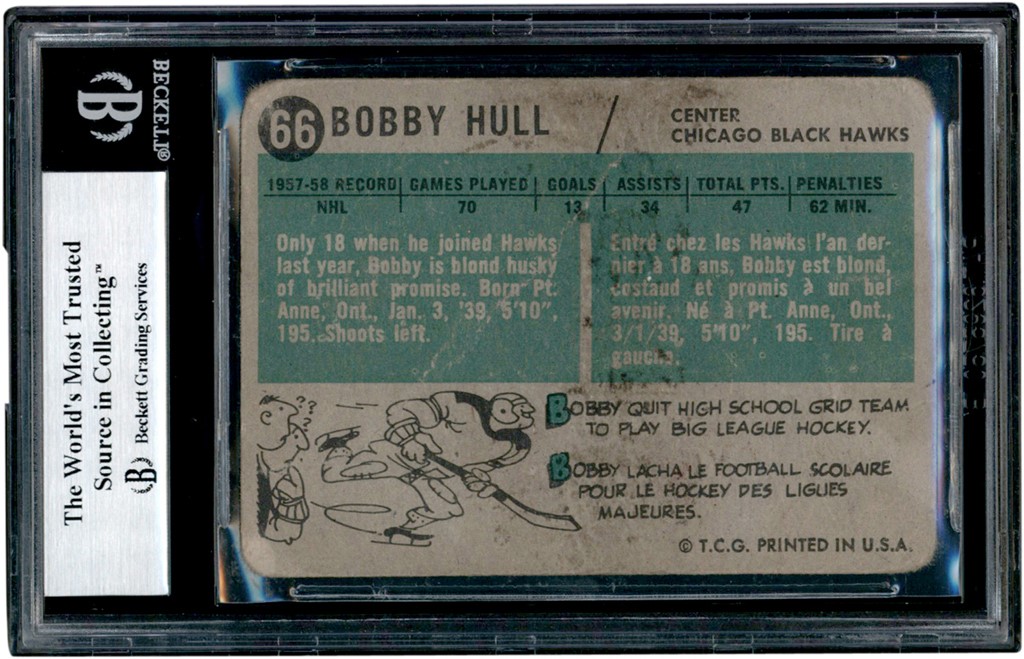 BECKETT®
B
The World's Most Trusted
Source in Collecting™
B Beckett Grading Services
66 BOBBY HULL / CENTER
CHICAGO BLACK HAWKS
1957-58 RECORD GAMES PLAYED GOALS ASSISTS TOTAL PTS. PENALTIES
NHL 70 13 34 47 62 MIN.
Only 18 when he joined Hawks
last year, Bobby is blond husky
of brilliant promise. Born Pt.
Anne, Ont., Jan. 3, '39, 5'10",
195. Shoots left.
Entré chez les Hawks l'an der-
nier à 18 ans, Bobby est blond,
costaud et promis à un bel
avenir. Né à Pt. Anne, Ont.,
3/1/39, 5'10", 195. Tire à
gauche.
???
BOBBY QUIT HIGH SCHOOL GRID TEAM
TO PLAY BIG LEAGUE HOCKEY.
BOBBY LACHA LE FOOTBALL SCOLAIRE
POUR LE HOCKEY DES LIGUES
MAJEURES.
© T.C.G. PRINTED IN U.S.A.